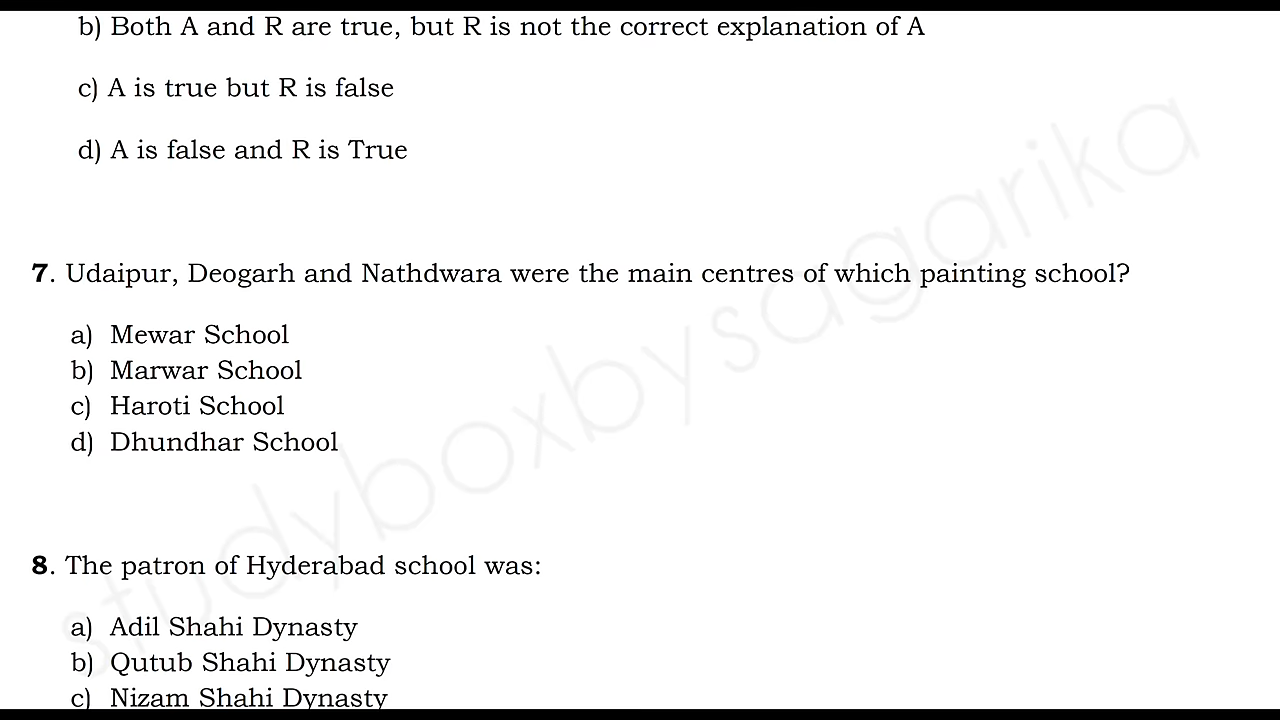 b) Both A and R are true, but R is not the correct explanation of A
c) A is true but R is false
d) A is false and R is True
7. Udaipur, Deogarh and Nathdwara were the main centres of which painting school?
a) Mewar School
b) Marwar School
c) Haroti School
d) Dhundhar School
8. The patron of Hyderabad school was:
a) Adil Shahi Dynasty
b) Qutub Shahi Dynasty
c) Nizam Shahi Dynasty
studyboxbysagarika